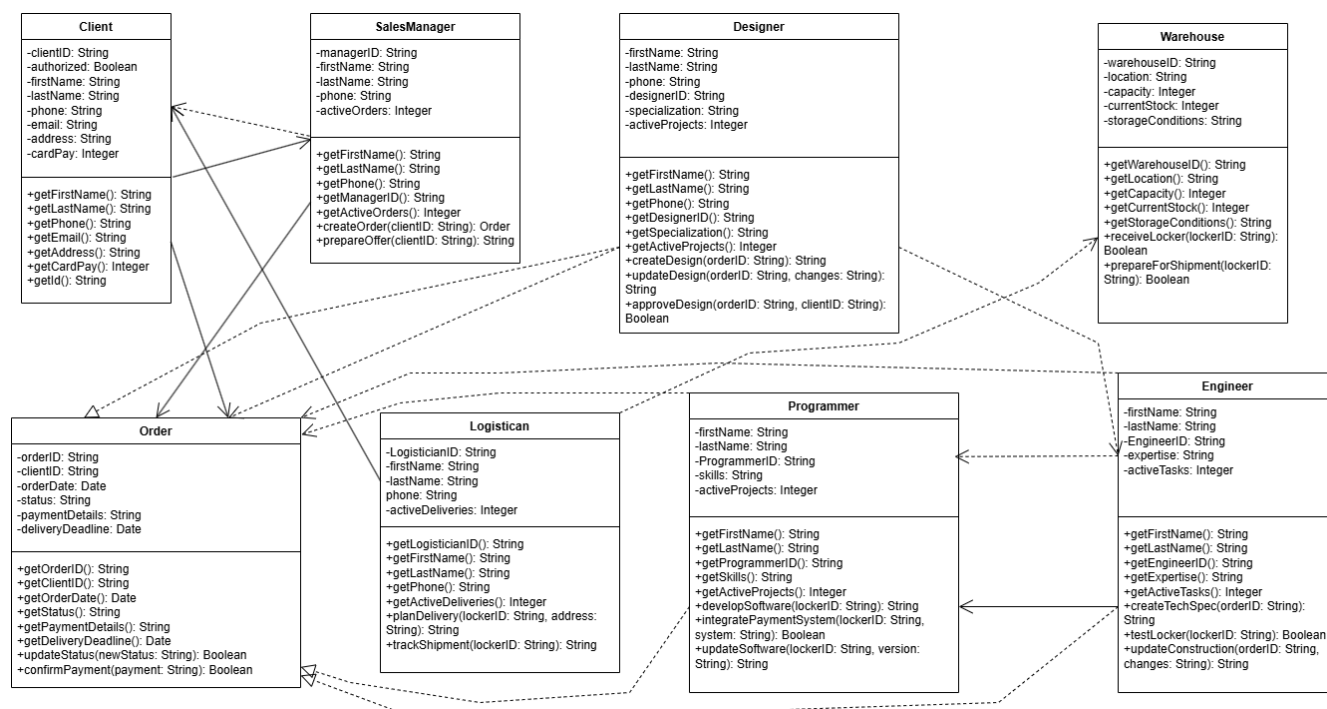 Client
-clientID: String
-authorized: Boolean
-firstName: String
-lastName: String
-phone: String
-email: String
-address: String
-cardPay: Integer
+getFirstName(): String
+getLastName(): String
+getPhone(): String
+getEmail(): String
+getAddress(): String
+getCardPay(): Integer
+getId(): String
SalesManager
-managerID: String
-firstName: String
-lastName: String
-phone: String
-activeOrders: Integer
+getFirstName(): String
+getLastName(): String
+getPhone(): String
+getManagerID(): String
+getActiveOrders(): Integer
+createOrder(clientID: String): Order
+prepareOffer(clientID: String): String
Designer
-firstName: String
-lastName: String
-phone: String
-designerID: String
-specialization: String
-activeProjects: Integer
+getFirstName(): String
+getLastName(): String
+getPhone(): String
+getDesignerID(): String
+getSpecialization(): String
+getActiveProjects(): Integer
+createDesign(orderID: String): String
+updateDesign(orderID: String, changes: String):
String
+approveDesign(orderID: String, clientID: String):
Boolean
Warehouse
-warehouseID: String
-location: String
-capacity: Integer
-currentStock: Integer
-storageConditions: String
+getWarehouseID(): String
+getLocation(): String
+getCapacity(): Integer
+getCurrentStock(): Integer
+getStorageConditions(): String
+receiveLocker(lockerID: String):
Boolean
+prepareForShipment(lockerID:
String): Boolean
Order
-orderID: String
-clientID: String
-orderDate: Date
-status: String
-paymentDetails: String
-deliveryDeadline: Date
+getOrderID(): String
+getClientID(): String
+getOrderDate(): Date
+getStatus(): String
+getPaymentDetails(): String
+getDeliveryDeadline(): Date
+updateStatus(newStatus: String): Boolean
+confirmPayment(payment: String): Boolean
Logistican
-LogisticianID: String
-firstName: String
-lastName: String
phone: String
-activeDeliveries: Integer
+getLogisticianID(): String
+getFirstName(): String
+getLastName(): String
+getPhone(): String
+getActiveDeliveries(): Integer
+planDelivery(lockerID: String, address:
String): String
+trackShipment(lockerID: String): String
Programmer
-firstName: String
-lastName: String
-ProgrammerID: String
-skills: String
-activeProjects: Integer
+getFirstName(): String
+getLastName(): String
+getProgrammerID(): String
+getSkills(): String
+getActiveProjects(): Integer
+developSoftware(lockerID: String): String
+integratePaymentSystem(lockerID: String,
system: String): Boolean
+updateSoftware(lockerID: String, version:
String): String
Engineer
-firstName: String
-lastName: String
-EngineerID: String
-expertise: String
-activeTasks: Integer
+getFirstName(): String
+getLastName(): String
+getEngineerID(): String
+getExpertise(): String
+getActiveTasks(): Integer
+createTechSpec(orderID: String):
String
+testLocker(lockerID: String): Boolean
+updateConstruction(orderID: String,
changes: String): String